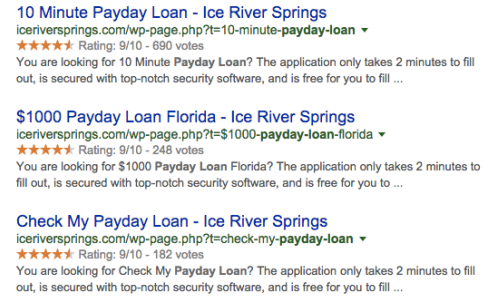 10 Minute Payday Loan - Ice River Springs
iceriversprings.com/wp-page.php?t=10-minute-payday-loan
Rating: 9/10 - 690 votes
You are looking for 10 Minute Payday Loan? The application only takes 2 minutes to fill
out, is secured with top-notch security software, and is free for you to fill ...
$1000 Payday Loan Florida - Ice River Springs
iceriversprings.com/wp-page.php?t=$1000-payday-loan-florida
Rating: 9/10 - 248 votes
You are looking for $1000 Payday Loan Florida? The application only takes 2 minutes to
fill out, is secured with top-notch security software, and is free for you to ...
Check My Payday Loan - Ice River Springs
iceriversprings.com/wp-page.php?t=check-my-payday-loan
Rating: 9/10 - 182 votes
You are looking for Check My Payday Loan? The application only takes 2 minutes to fill
out, is secured with top-notch security software, and is free for you to fill ...